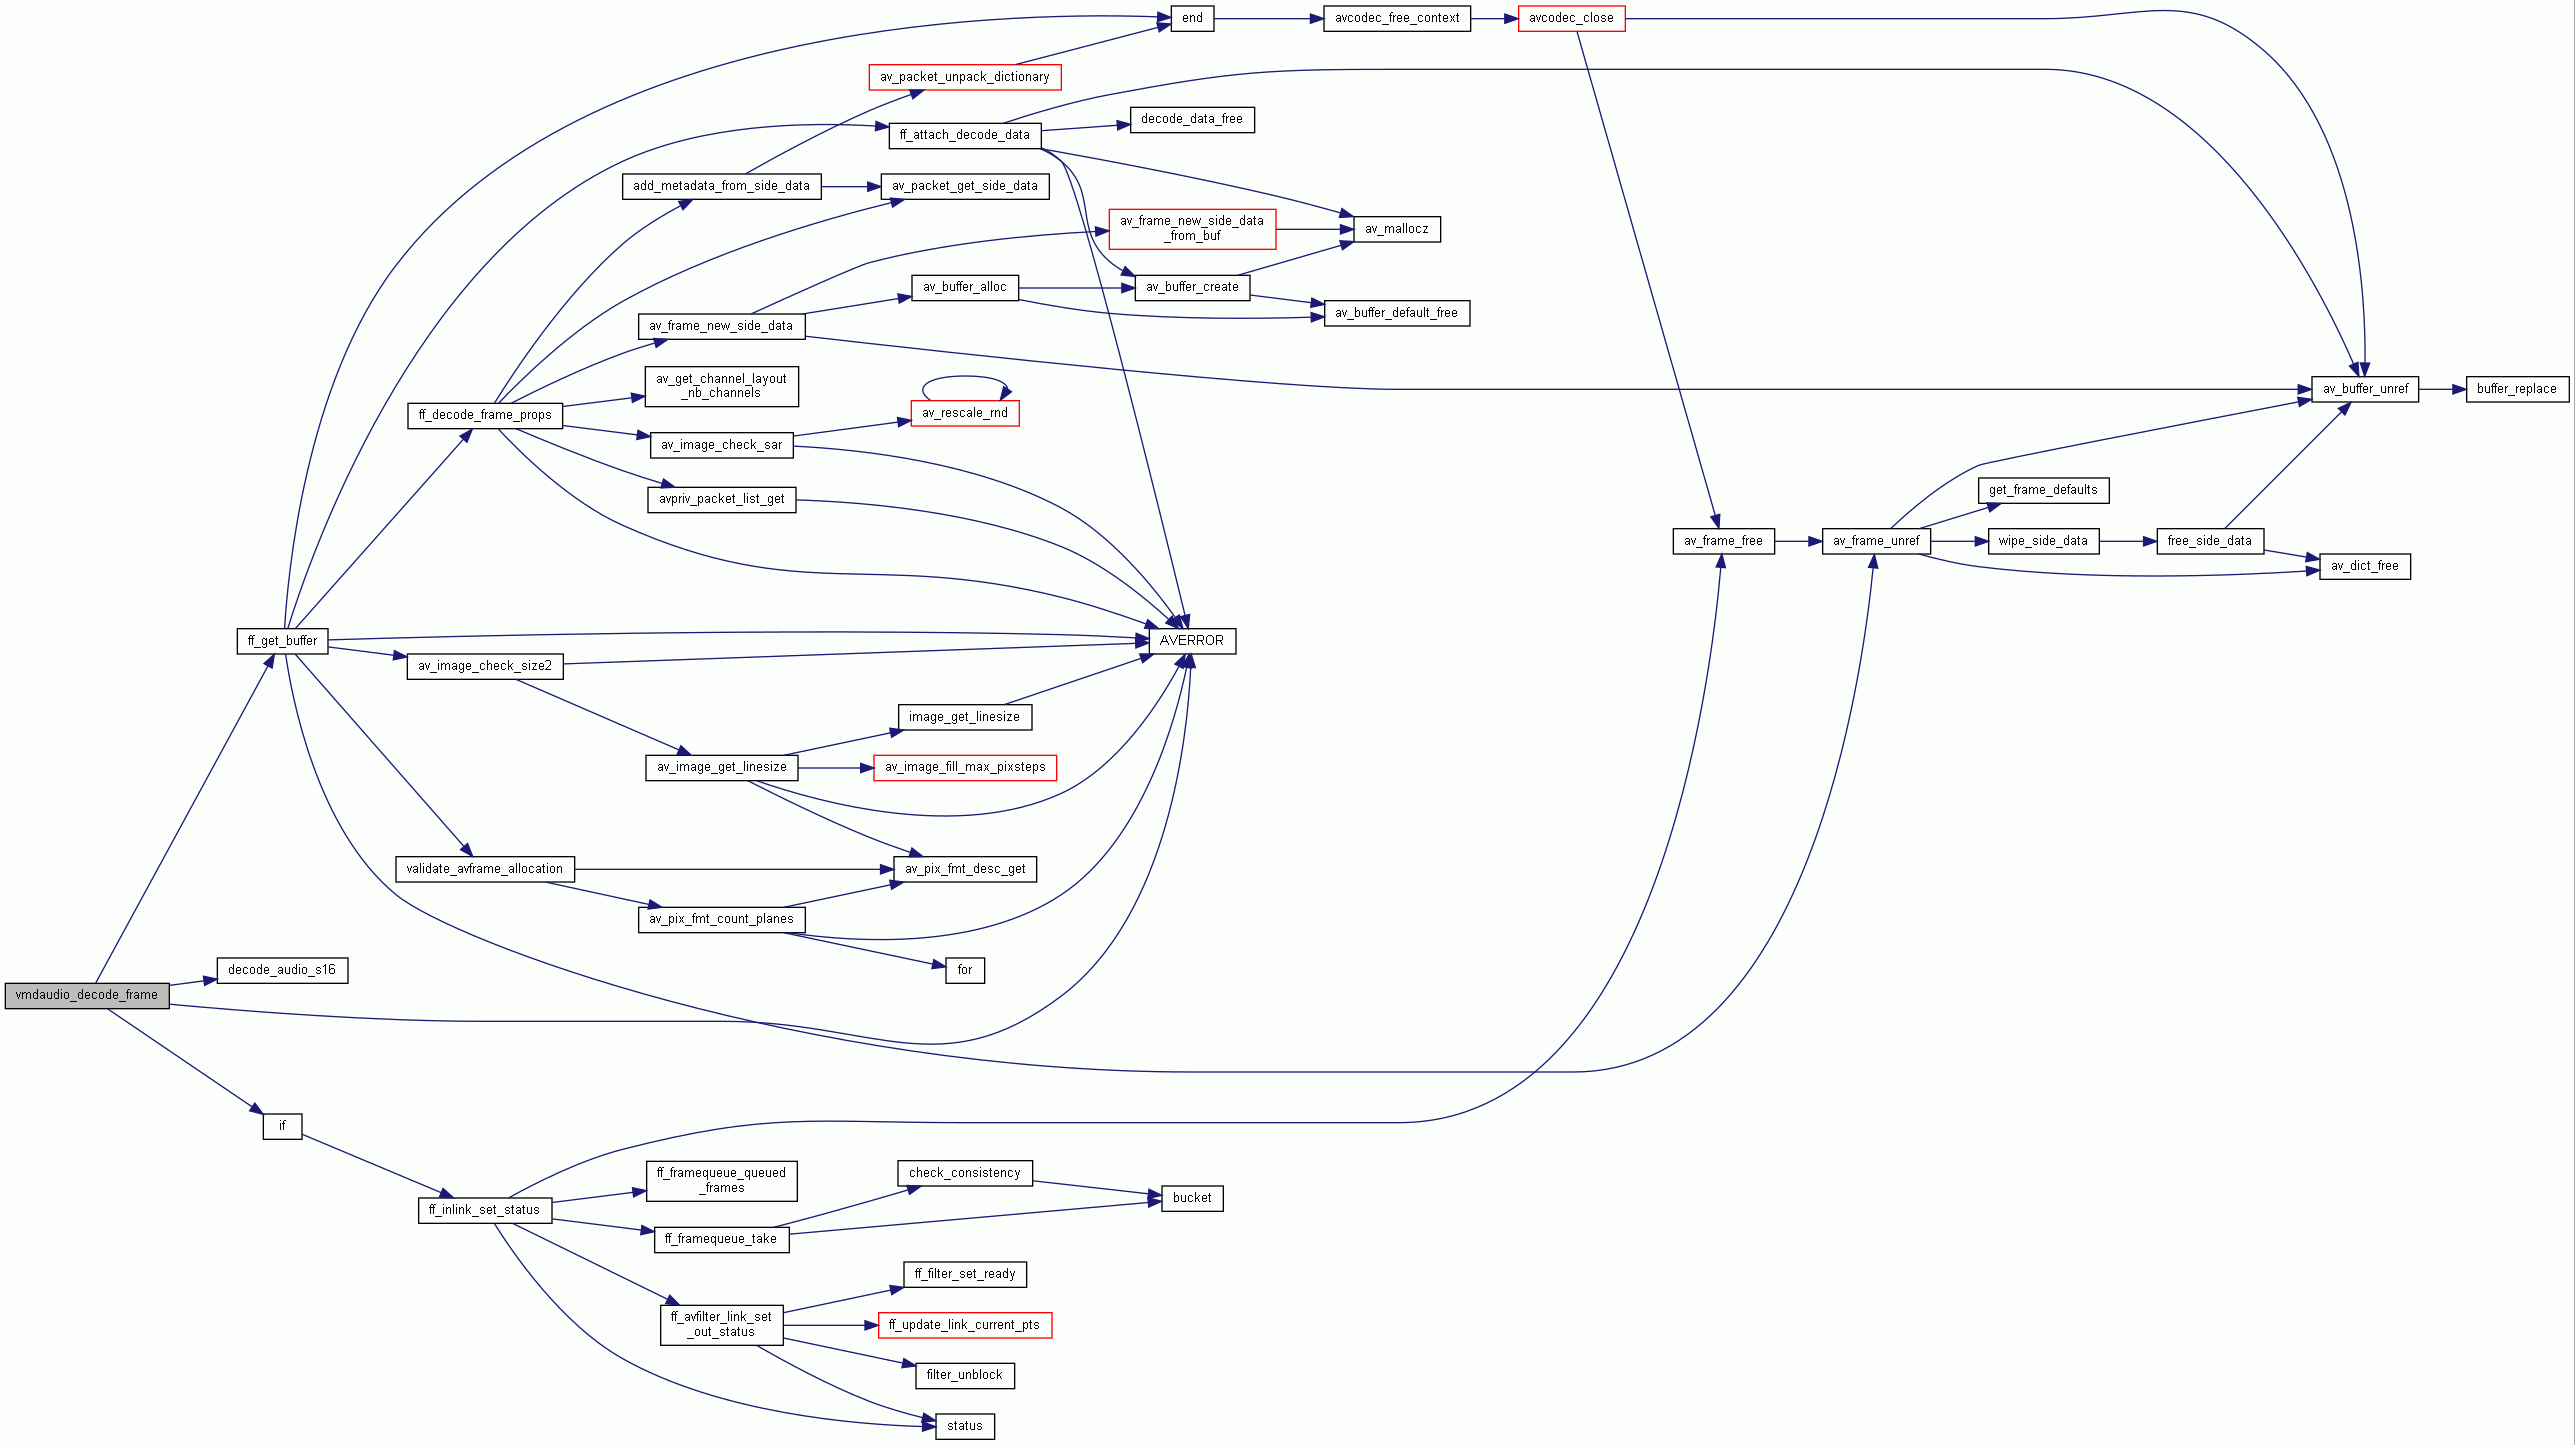 end
avcodec_free_context
avcodec_close
av_packet_unpack_dictionary
decode_data_free
ff_attach_decode_data
add_metadata_from_side_data
av_packet_get_side_data
av_frame_new_side_data
_from_buf
av_mallocz
av_buffer_alloc
av_buffer_create
av_buffer_default_free
av_frame_new_side_data
av_get_channel_layout
_nb_channels
av_buffer_unref
buffer_replace
ff_decode_frame_props
av_rescale_rnd
av_image_check_sar
avpriv_packet_list_get
get_frame_defaults
av_frame_free
av_frame_unref
wipe_side_data
free_side_data
av_dict_free
ff_get_buffer
AVERROR
av_image_check_size2
image_get_linesize
av_image_get_linesize
av_image_fill_max_pixsteps
validate_avframe_allocation
av_pix_fmt_desc_get
av_pix_fmt_count_planes
for
decode_audio_s16
vmdaudio_decode_frame
if
ff_framequeue_queued
_frames
check_consistency
bucket
ff_inlink_set_status
ff_framequeue_take
ff_filter_set_ready
ff_avfilter_link_set
_out_status
ff_update_link_current_pts
filter_unblock
status